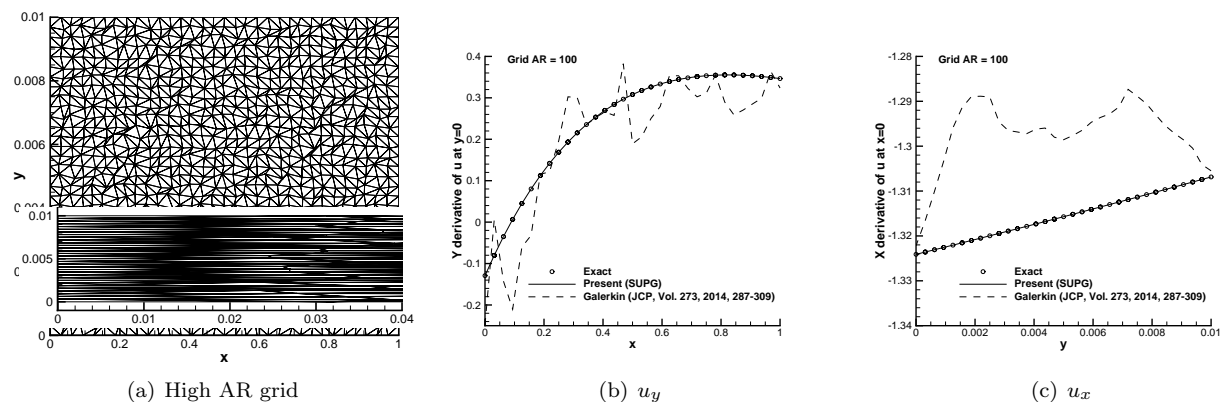 0.01
0.008
0.006
y
0.01
0.005
0
0 0.01 0.02 0.03 0.04
0
0 0.2 0.4 0.6 0.8 1
x
(a) High AR grid
Grid AR = 100
Y derivative of u at y=0
0.4
0.3
0.2
0.1
0
-0.1
-0.2
Exact
Present (SUPG)
Galerkin (JCP, Vol. 273, 2014, 287-309)
0 0.2 0.4 0.6 0.8 1
x
(b) u_y
Grid AR = 100
X derivative of u at x=0
-1.28
-1.29
-1.3
-1.31
-1.32
-1.33
-1.34
Exact
Present (SUPG)
Galerkin (JCP, Vol. 273, 2014, 287-309)
0 0.002 0.004 0.006 0.008 0.01
y
(c) u_x